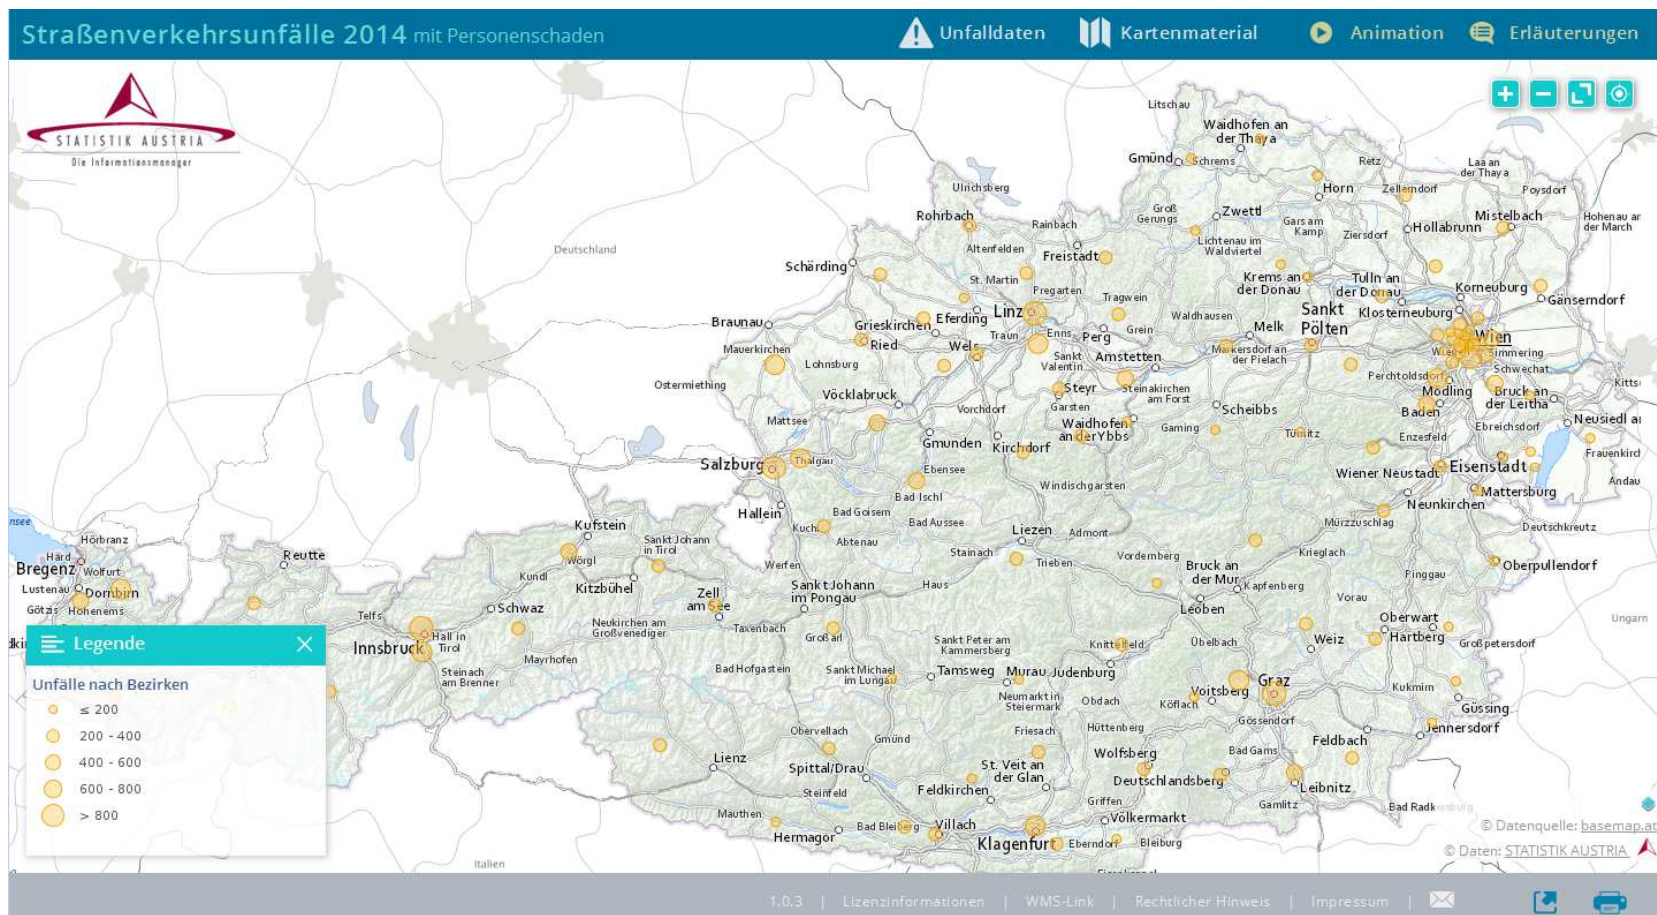 Straßenverkehrsunfälle 2014 mit Personenschaden
Unfalldaten
Kartenmaterial
Animation
Erläuterungen
STATISTIK AUSTRIA
Die Informationsmanager
Litschau
Waidhofen an
der Thaya
Gmünd
Schrems
Retz
Laa an
der Thaya
Ulrichsberg
Horn
Zellerndorf
Poysdorf
Rohrbach
Rainbach
Groß
Gerungs
Zwettl
Gars am
Kamp
Ziersdorf
Hollabrunn
Mistelbach
Hohenau an
der March
Deutschland
Altenfelden
Freistadt
Lichtenau im
Waldviertel
Schärding
St. Martin
Pregarten
Tragwein
Krems an
der Donau
Tulln an
der Donau
Korneuburg
Gänserndorf
Braunau
Grieskirchen
Eferding
Linz
Waldhausen
Sankt
Pölten
Klosterneuburg
Mauerkirchen
Lohnsburg
Ried
Wels
Traun
Enns
Perg
Grein
Melk
Wien
Simmering
Sankt
Valentin
Amstetten
Markersdorf an
der Pielach
Perchtoldsdorf
Schwechat
Ostermiething
Vöcklabruck
Steyr
Steinakirchen
am Forst
Mödling
Bruck an
der Leitha
Kitts
Mattsee
Vorchdorf
Garsten
Scheibbs
Baden
Neusiedl a
Gmunden
Kirchdorf
Waidhofen
an der Ybbs
Gaming
Türnitz
Enzesfeld
Ebreichsdorf
Salzburg
Thalgau
Ebensee
Wiener Neustadt
Eisenstadt
Frauenkirch
Windischgarsten
Andau
Hallein
Bad Ischl
Neunkirchen
Mattersburg
Kuchl
Bad Goisern
Bad Aussee
Liezen
Admont
Mürzzuschlag
Deutschkreutz
nsee
Hörbranz
Kufstein
Sankt Johann
in Tirol
Abtenau
Hard
Bregenz
Wolfurt
Reutte
Wörgl
Werfen
Stainach
Trieben
Vordernberg
Krieglach
Oberpullendorf
Lustenau
Dornbirn
Kundl
Kitzbühel
Zell
am See
Sankt Johann
im Pongau
Haus
Bruck an
der Mur
Kapfenberg
Pinggau
Götzis
Hohenems
Telfs
Schwaz
Neukirchen am
Großvenediger
Taxenbach
Großarl
Leoben
Vorau
Oberwart
Ungarn
Legende
Innsbruck
Hall in
Tirol
Mayrhofen
Sankt Peter am
Kammersberg
Knittelfeld
Übelbach
Weiz
Hartberg
Großpetersdorf
Unfälle nach Bezirken
≤ 200
200 - 400
400 - 600
600 - 800
> 800
Steinach
am Brenner
Bad Hofgastein
Sankt Michael
im Lungau
Tamsweg
Murau
Judenburg
Neumarkt in
Steiermark
Obdach
Köflach
Voitsberg
Graz
Kukmirn
Güssing
Obervellach
Gmünd
Friesach
Hüttenberg
Gössendorf
Feldbach
Jennersdorf
Lienz
Spittal/Drau
St. Veit an
der Glan
Wolfsberg
Bad Gams
Steinfeld
Feldkirchen
Deutschlandsberg
Leibnitz
Griffen
Gamlitz
Bad Radkersburg
Mauthen
Hermagor
Bad Bleiberg
Villach
Klagenfurt
Völkermarkt
Eberndorf
Bleiburg
Italien
© Datenquelle: basemap.at
© Daten: STATISTIK AUSTRIA
1.0.3 | Lizenzinformationen | WMS-Link | Rechtlicher Hinweis | Impressum |